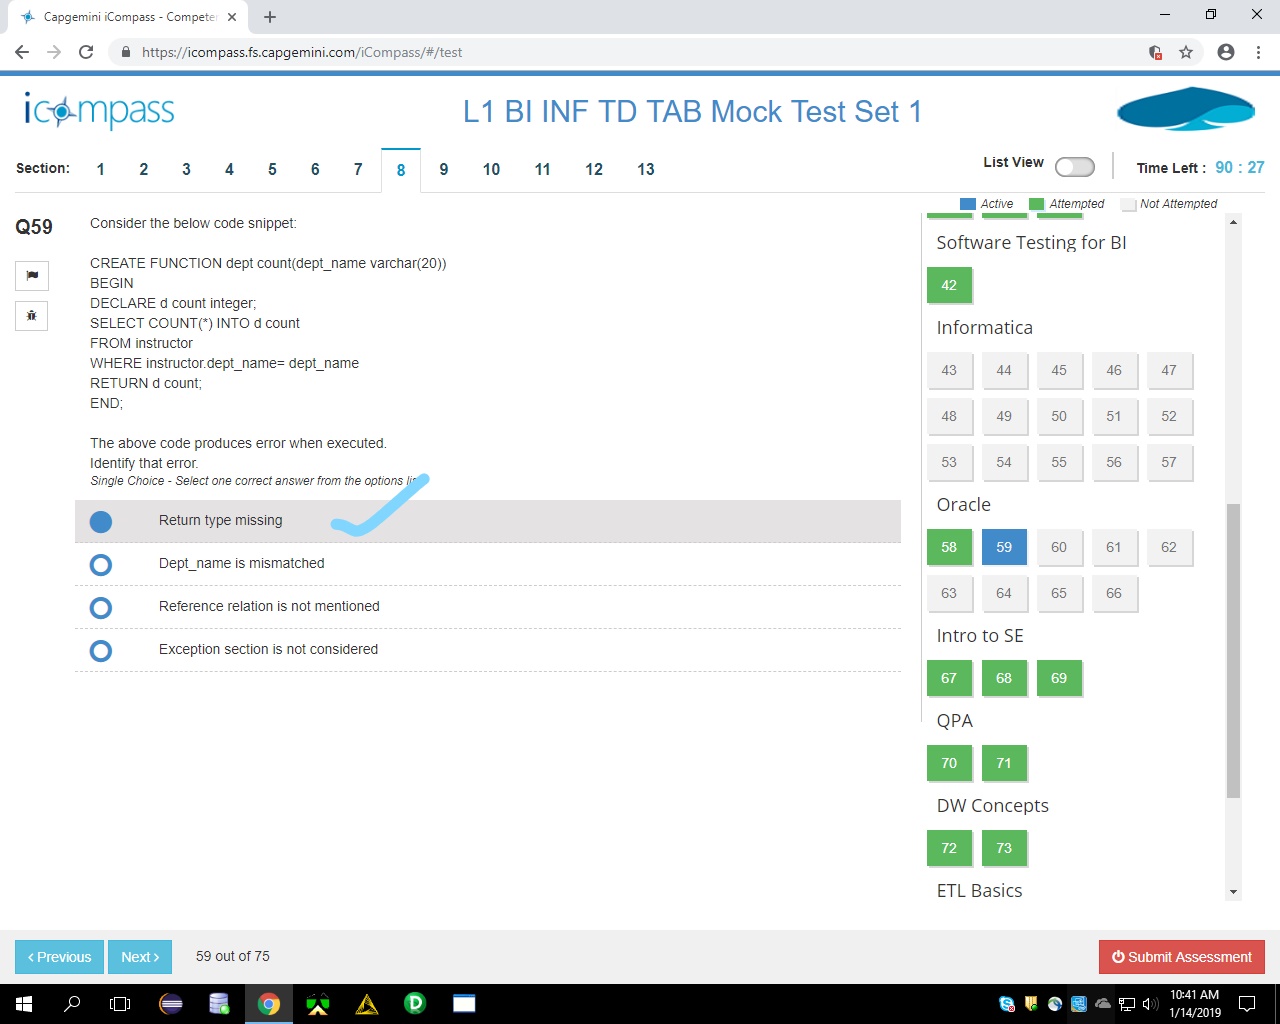 Capgemini iCompass - Competer
https://icompass.fs.capgemini.com/iCompass/#/test
icompass
L1 BI INF TD TAB Mock Test Set 1
Section: 1 2 3 4 5 6 7 8 9 10 11 12 13
List View
Time Left : 90 : 27
Active Attempted Not Attempted
Q59
Consider the below code snippet:
CREATE FUNCTION dept count(dept_name varchar(20))
BEGIN
DECLARE d count integer;
SELECT COUNT(*) INTO d count
FROM instructor
WHERE instructor.dept_name= dept_name
RETURN d count;
END;
The above code produces error when executed.
Identify that error.
Single Choice - Select one correct answer from the options
Return type missing
Dept_name is mismatched
Reference relation is not mentioned
Exception section is not considered
Software Testing for BI
42
Informatica
43 44 45 46 47
48 49 50 51 52
53 54 55 56 57
Oracle
58 59 60 61 62
63 64 65 66
Intro to SE
67 68 69
QPA
70 71
DW Concepts
72 73
ETL Basics
‹ Previous
Next ›
59 out of 75
Submit Assessment
10:41 AM
1/14/2019